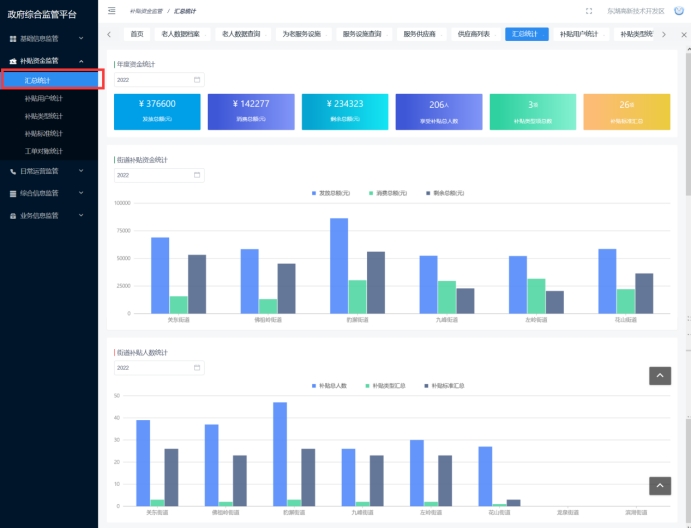 政府综合监管平台
补贴资金监管 / 汇总统计
东湖高新技术开发区
基础信息监管
补贴资金监管
汇总统计
补贴用户统计
补贴类型统计
补贴标准统计
工单对账统计
日常运营监管
综合信息监管
业务信息监管
首页 老人数据档案 老人数据查询 为老服务设施 服务设施查询 服务供应商 供应商列表 汇总统计 补贴用户统计 补贴类型统
年度资金统计
2022
¥ 376600
发放总额(元)
¥ 142277
消费总额(元)
¥ 234323
剩余总额(元)
206人
享受补贴总人数
3类
补贴类型项总数
26条
补贴标准汇总
街道补贴资金统计
2022
发放总额(元) 消费总额(元) 剩余总额(元)
100000
75000
50000
25000
0
关东街道 佛祖岭街道 豹澥街道 九峰街道 左岭街道 花山街道
街道补贴人数统计
2022
补贴总人数 补贴类型汇总 补贴标准汇总
50
40
30
20
10
0
关东街道 佛祖岭街道 豹澥街道 九峰街道 左岭街道 花山街道 龙泉街道 滨湖街道